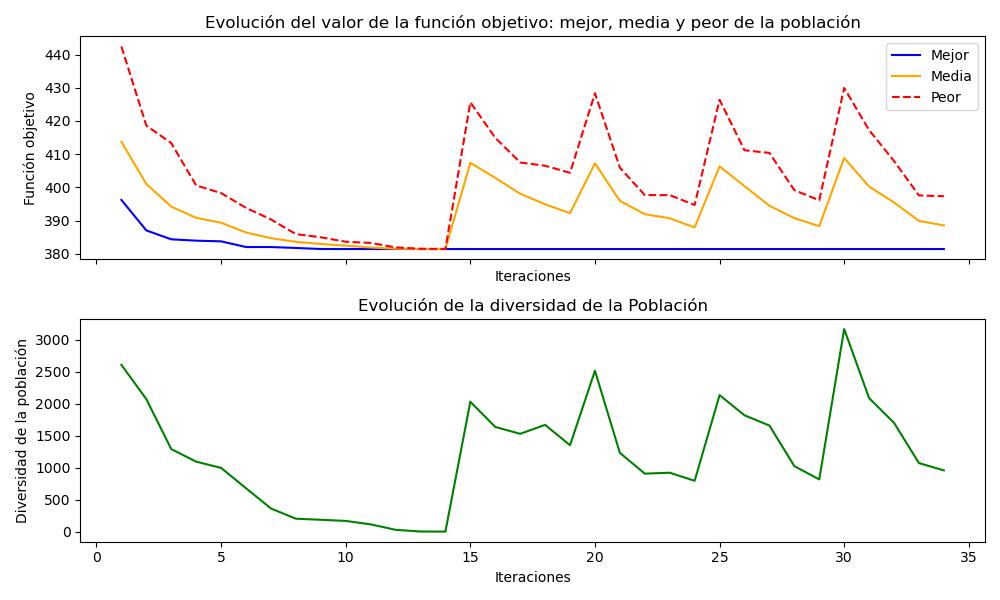 Evolución del valor de la función objetivo: mejor, media y peor de la población
Función objetivo
440
430
420
410
400
390
380
Mejor
Media
Peor
Iteraciones
Evolución de la diversidad de la Población
Diversidad de la población
3000
2500
2000
1500
1000
500
0
0 5 10 15 20 25 30 35
Iteraciones